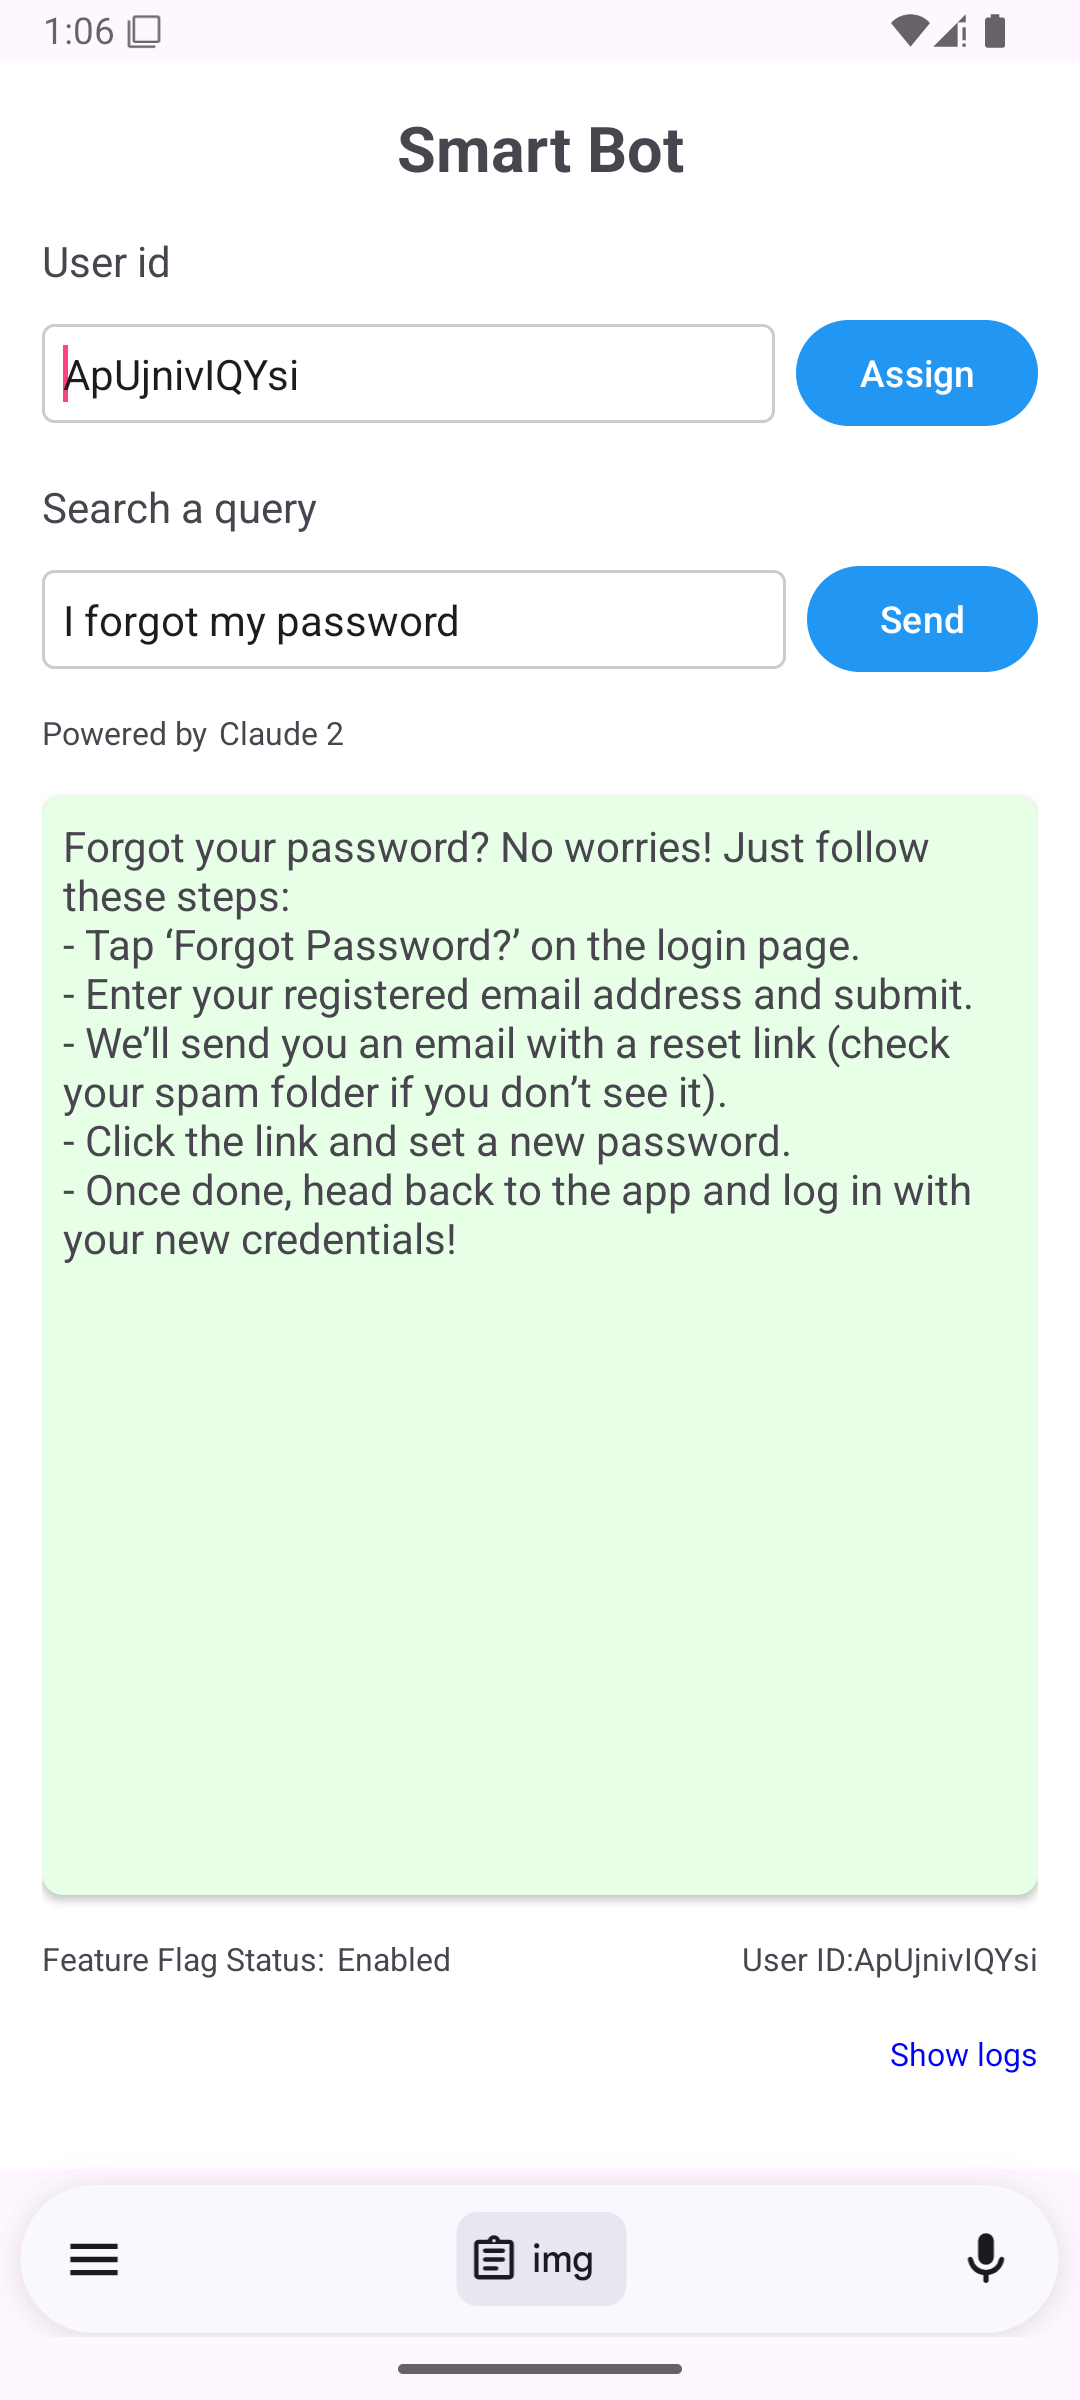 1:06
Smart Bot
User id
ApUjnivIQYsi
Assign
Search a query
I forgot my password
Send
Powered by Claude 2
Forgot your password? No worries! Just follow
these steps:
- Tap ‘Forgot Password?’ on the login page.
- Enter your registered email address and submit.
- We’ll send you an email with a reset link (check
your spam folder if you don’t see it).
- Click the link and set a new password.
- Once done, head back to the app and log in with
your new credentials!
Feature Flag Status: Enabled
User ID:ApUjnivIQYsi
Show logs
img